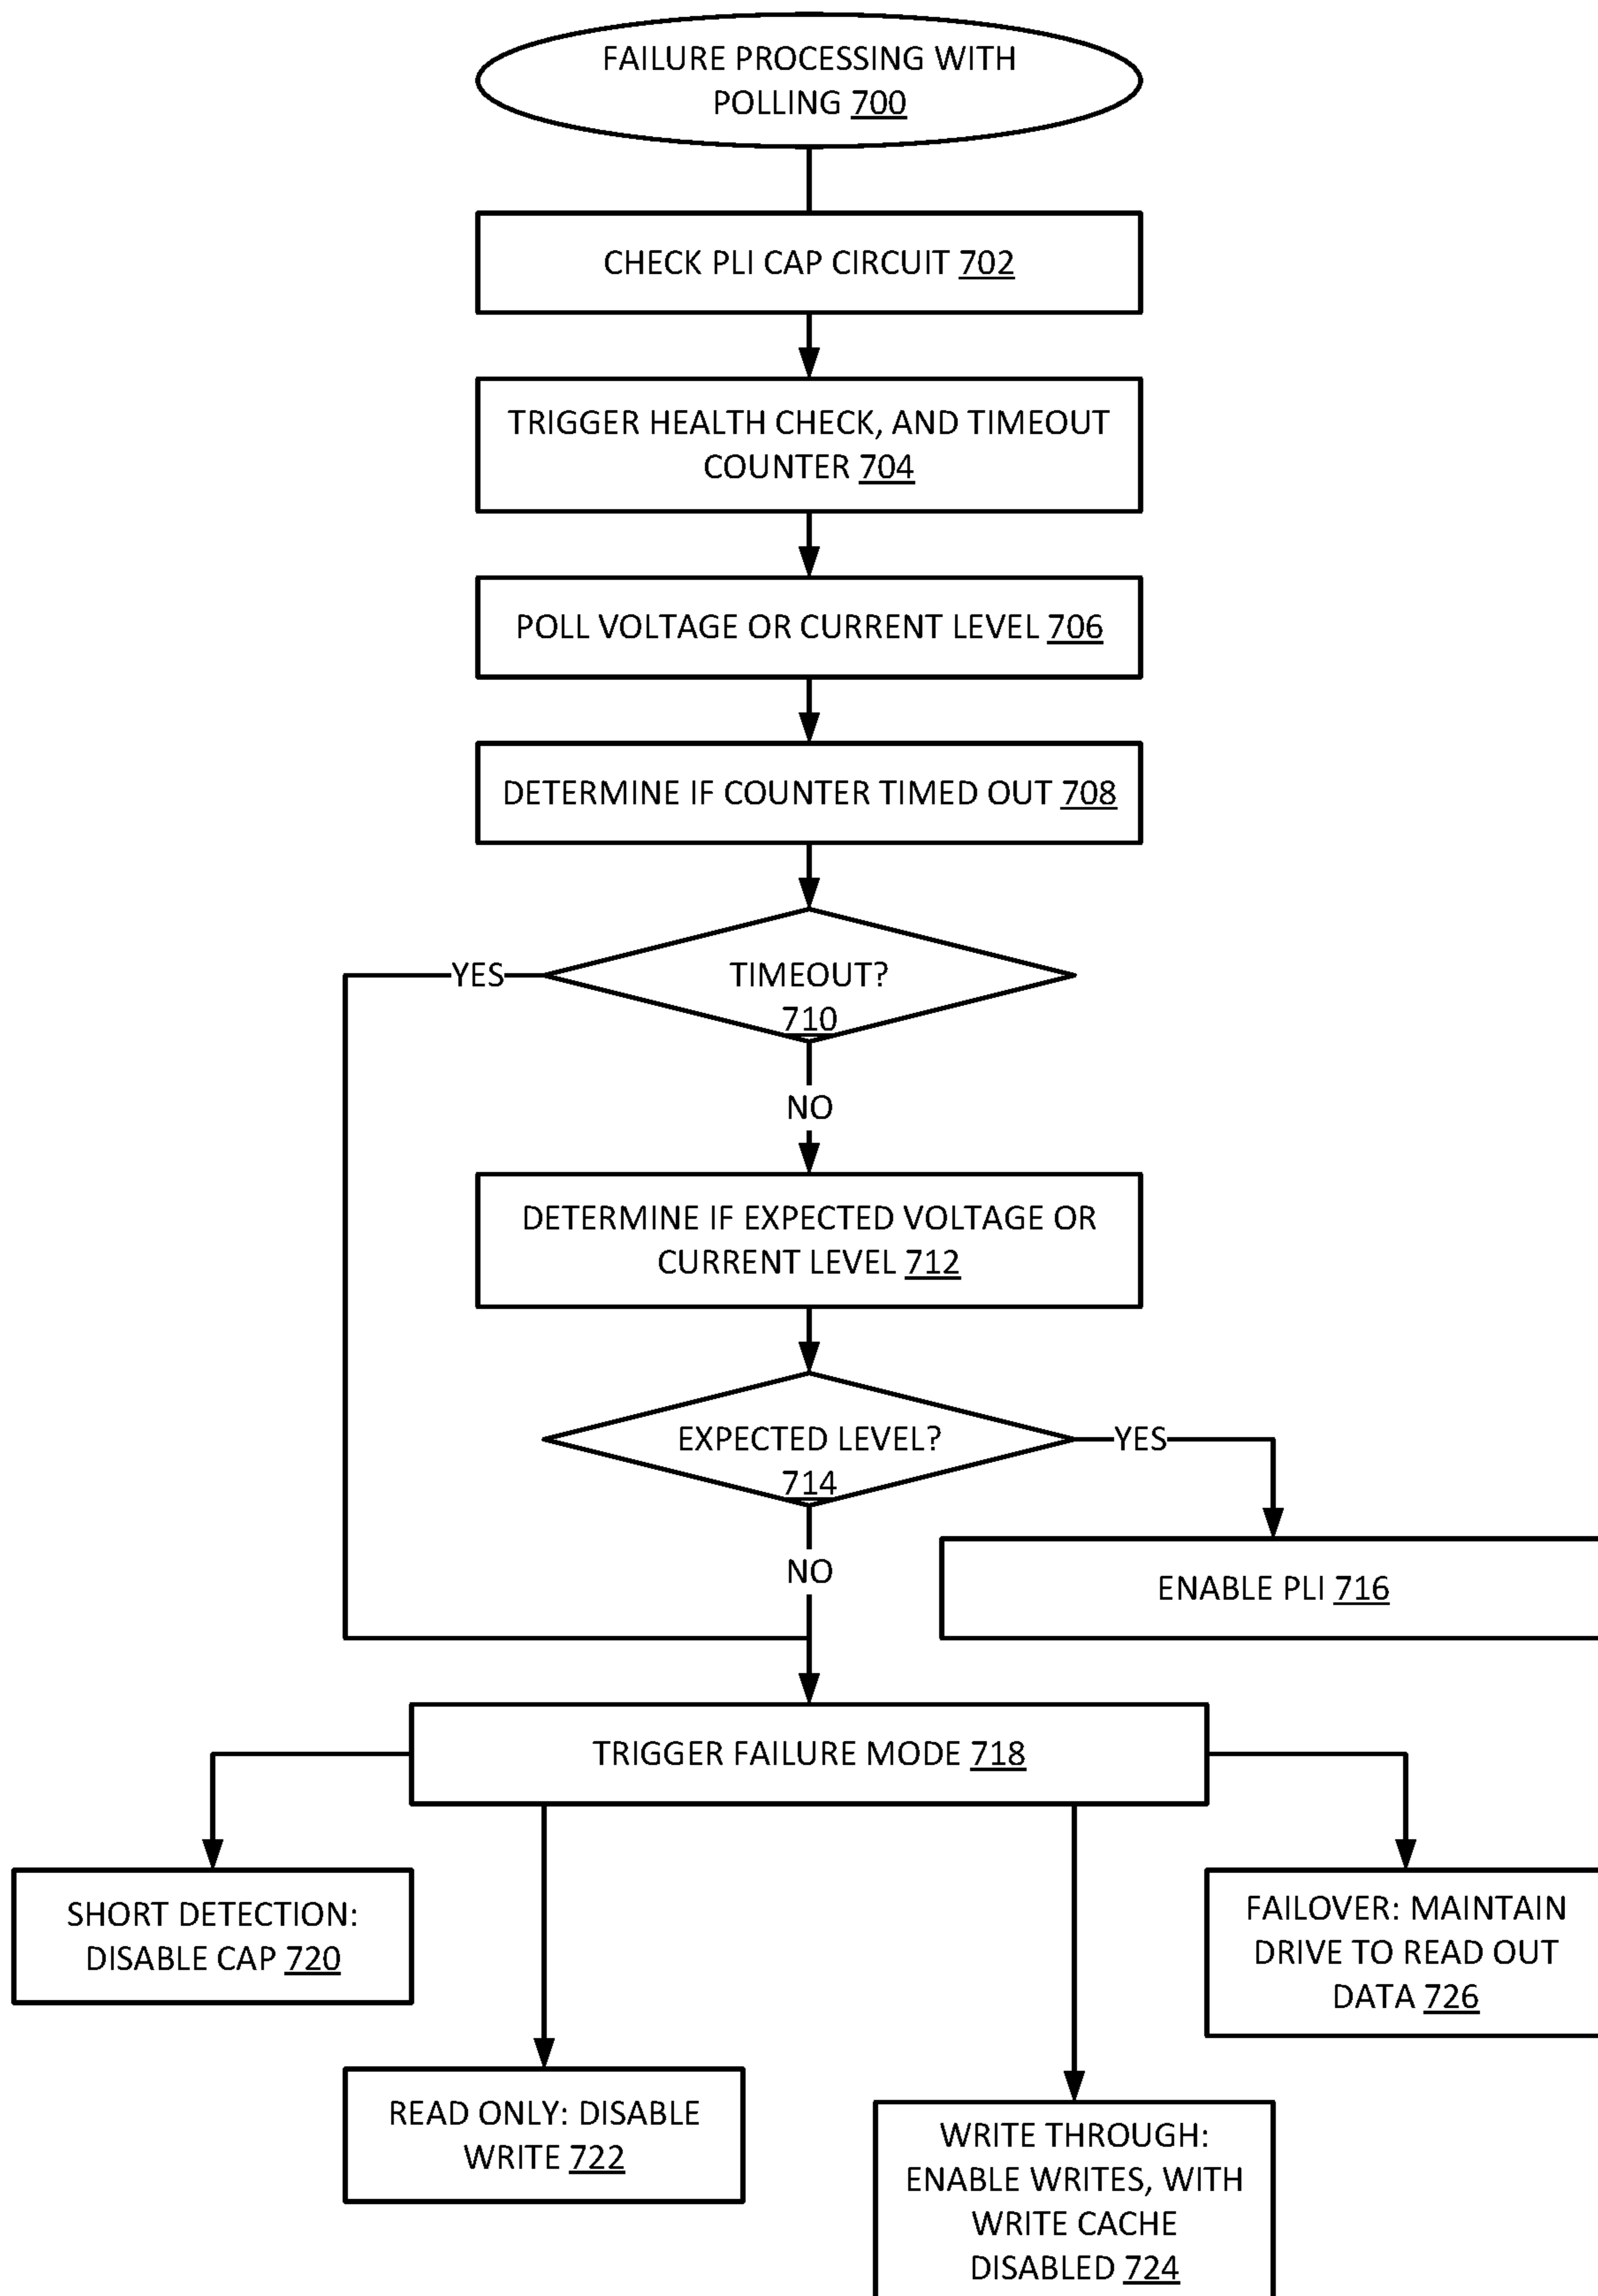 FAILURE PROCESSING WITH
POLLING 700
CHECK PLI CAP CIRCUIT 702
TRIGGER HEALTH CHECK, AND TIMEOUT
COUNTER 704
POLL VOLTAGE OR CURRENT LEVEL 706
DETERMINE IF COUNTER TIMED OUT 708
YES
TIMEOUT?
710
NO
DETERMINE IF EXPECTED VOLTAGE OR
CURRENT LEVEL 712
EXPECTED LEVEL?
714
YES
NO
ENABLE PLI 716
TRIGGER FAILURE MODE 718
SHORT DETECTION:
DISABLE CAP 720
READ ONLY: DISABLE
WRITE 722
WRITE THROUGH:
ENABLE WRITES, WITH
WRITE CACHE
DISABLED 724
FAILOVER: MAINTAIN
DRIVE TO READ OUT
DATA 726